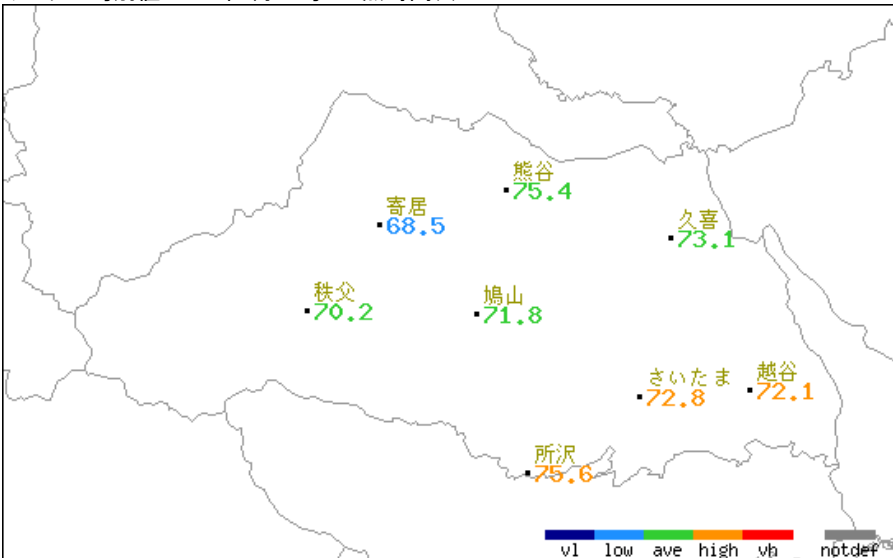 熊谷
75.4
寄居
68.5
久喜
73.1
秩父
70.2
鳩山
71.8
さいたま
72.8
越谷
72.1
所沢
75.6
vl low ave high vh notder